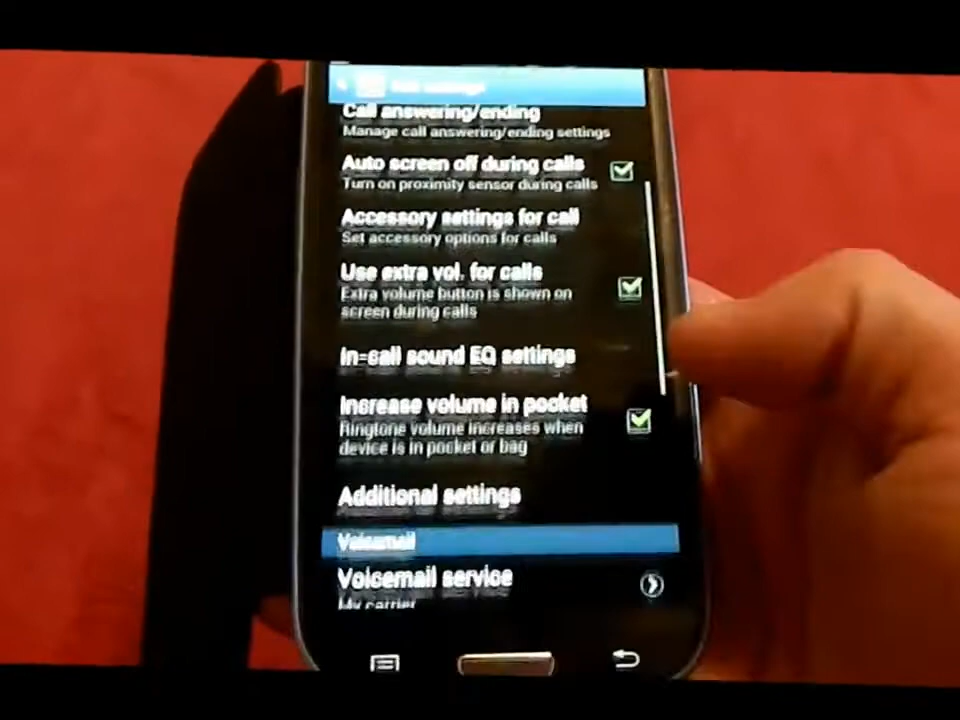 Call answering/ending
Manage call answering/ending settings
Auto screen off during calls
Turn on proximity sensor during calls
Accessory settings for call
Set accessory options for calls
Use extra vol. for calls
Extra volume button is shown on
screen during calls
In-call sound EQ settings
Increase volume in pocket
Ringtone volume increases when
device is in pocket or bag
Additional settings
Voicemail
Voicemail service
My carrier